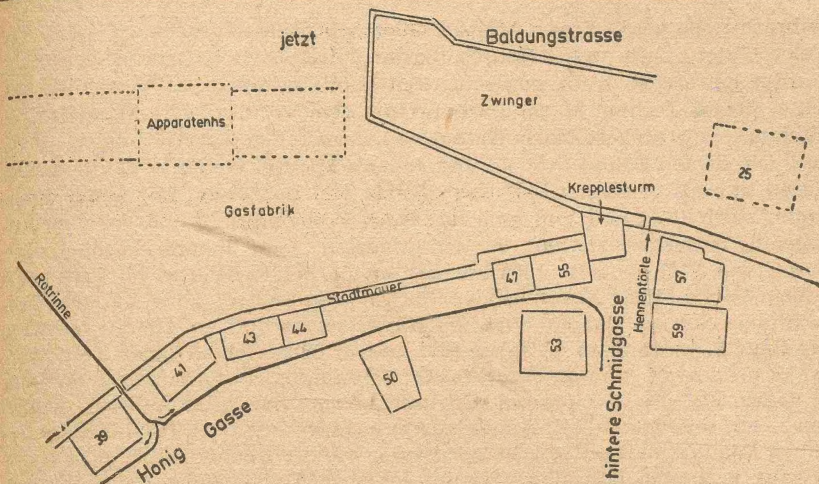 jetzt
Baldungstrasse
Zwinger
Apparatenhs
25
Krepplesturm
Gasfabrik
Rotrinne
Stadtmauer
47
55
57
Hennentörle
43
44
59
41
53
50
hintere Schmidgasse
39
Honig Gasse